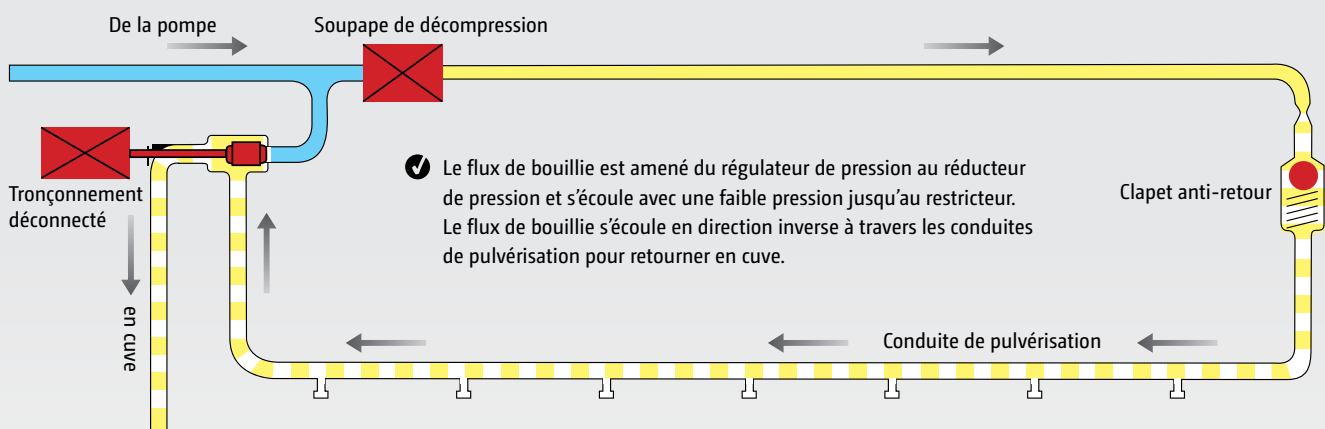 De la pompe
Soupape de décompression
Tronçonnement
déconnecté
en cuve
Le flux de bouillie est amené du régulateur de pression au réducteur
de pression et s’écoule avec une faible pression jusqu’au restricteur.
Le flux de bouillie s’écoule en direction inverse à travers les conduites
de pulvérisation pour retourner en cuve.
Clapet anti-retour
Conduite de pulvérisation